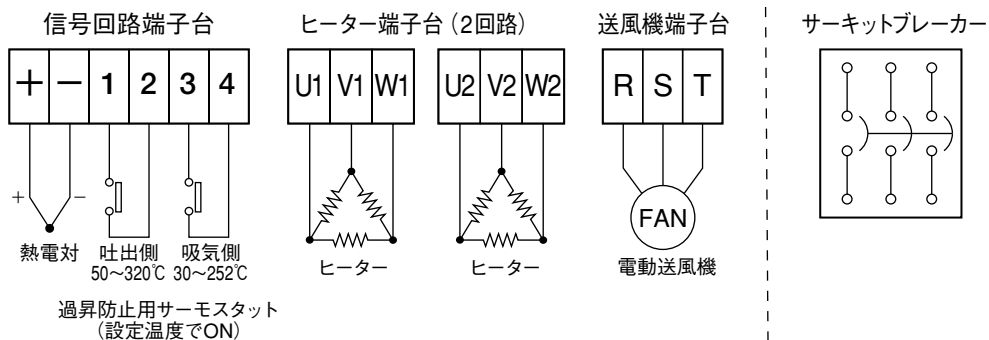 信号回路端子台
ヒーター端子台（2回路）
送風機端子台
サーキットブレーカー
＋ － 1 2 3 4
U1 V1 W1
U2 V2 W2
R S T
＋ －
FAN
熱電対
吐出側
50～320℃
吸気側
30～252℃
ヒーター
ヒーター
電動送風機
過昇防止用サーモスタット
（設定温度でON）